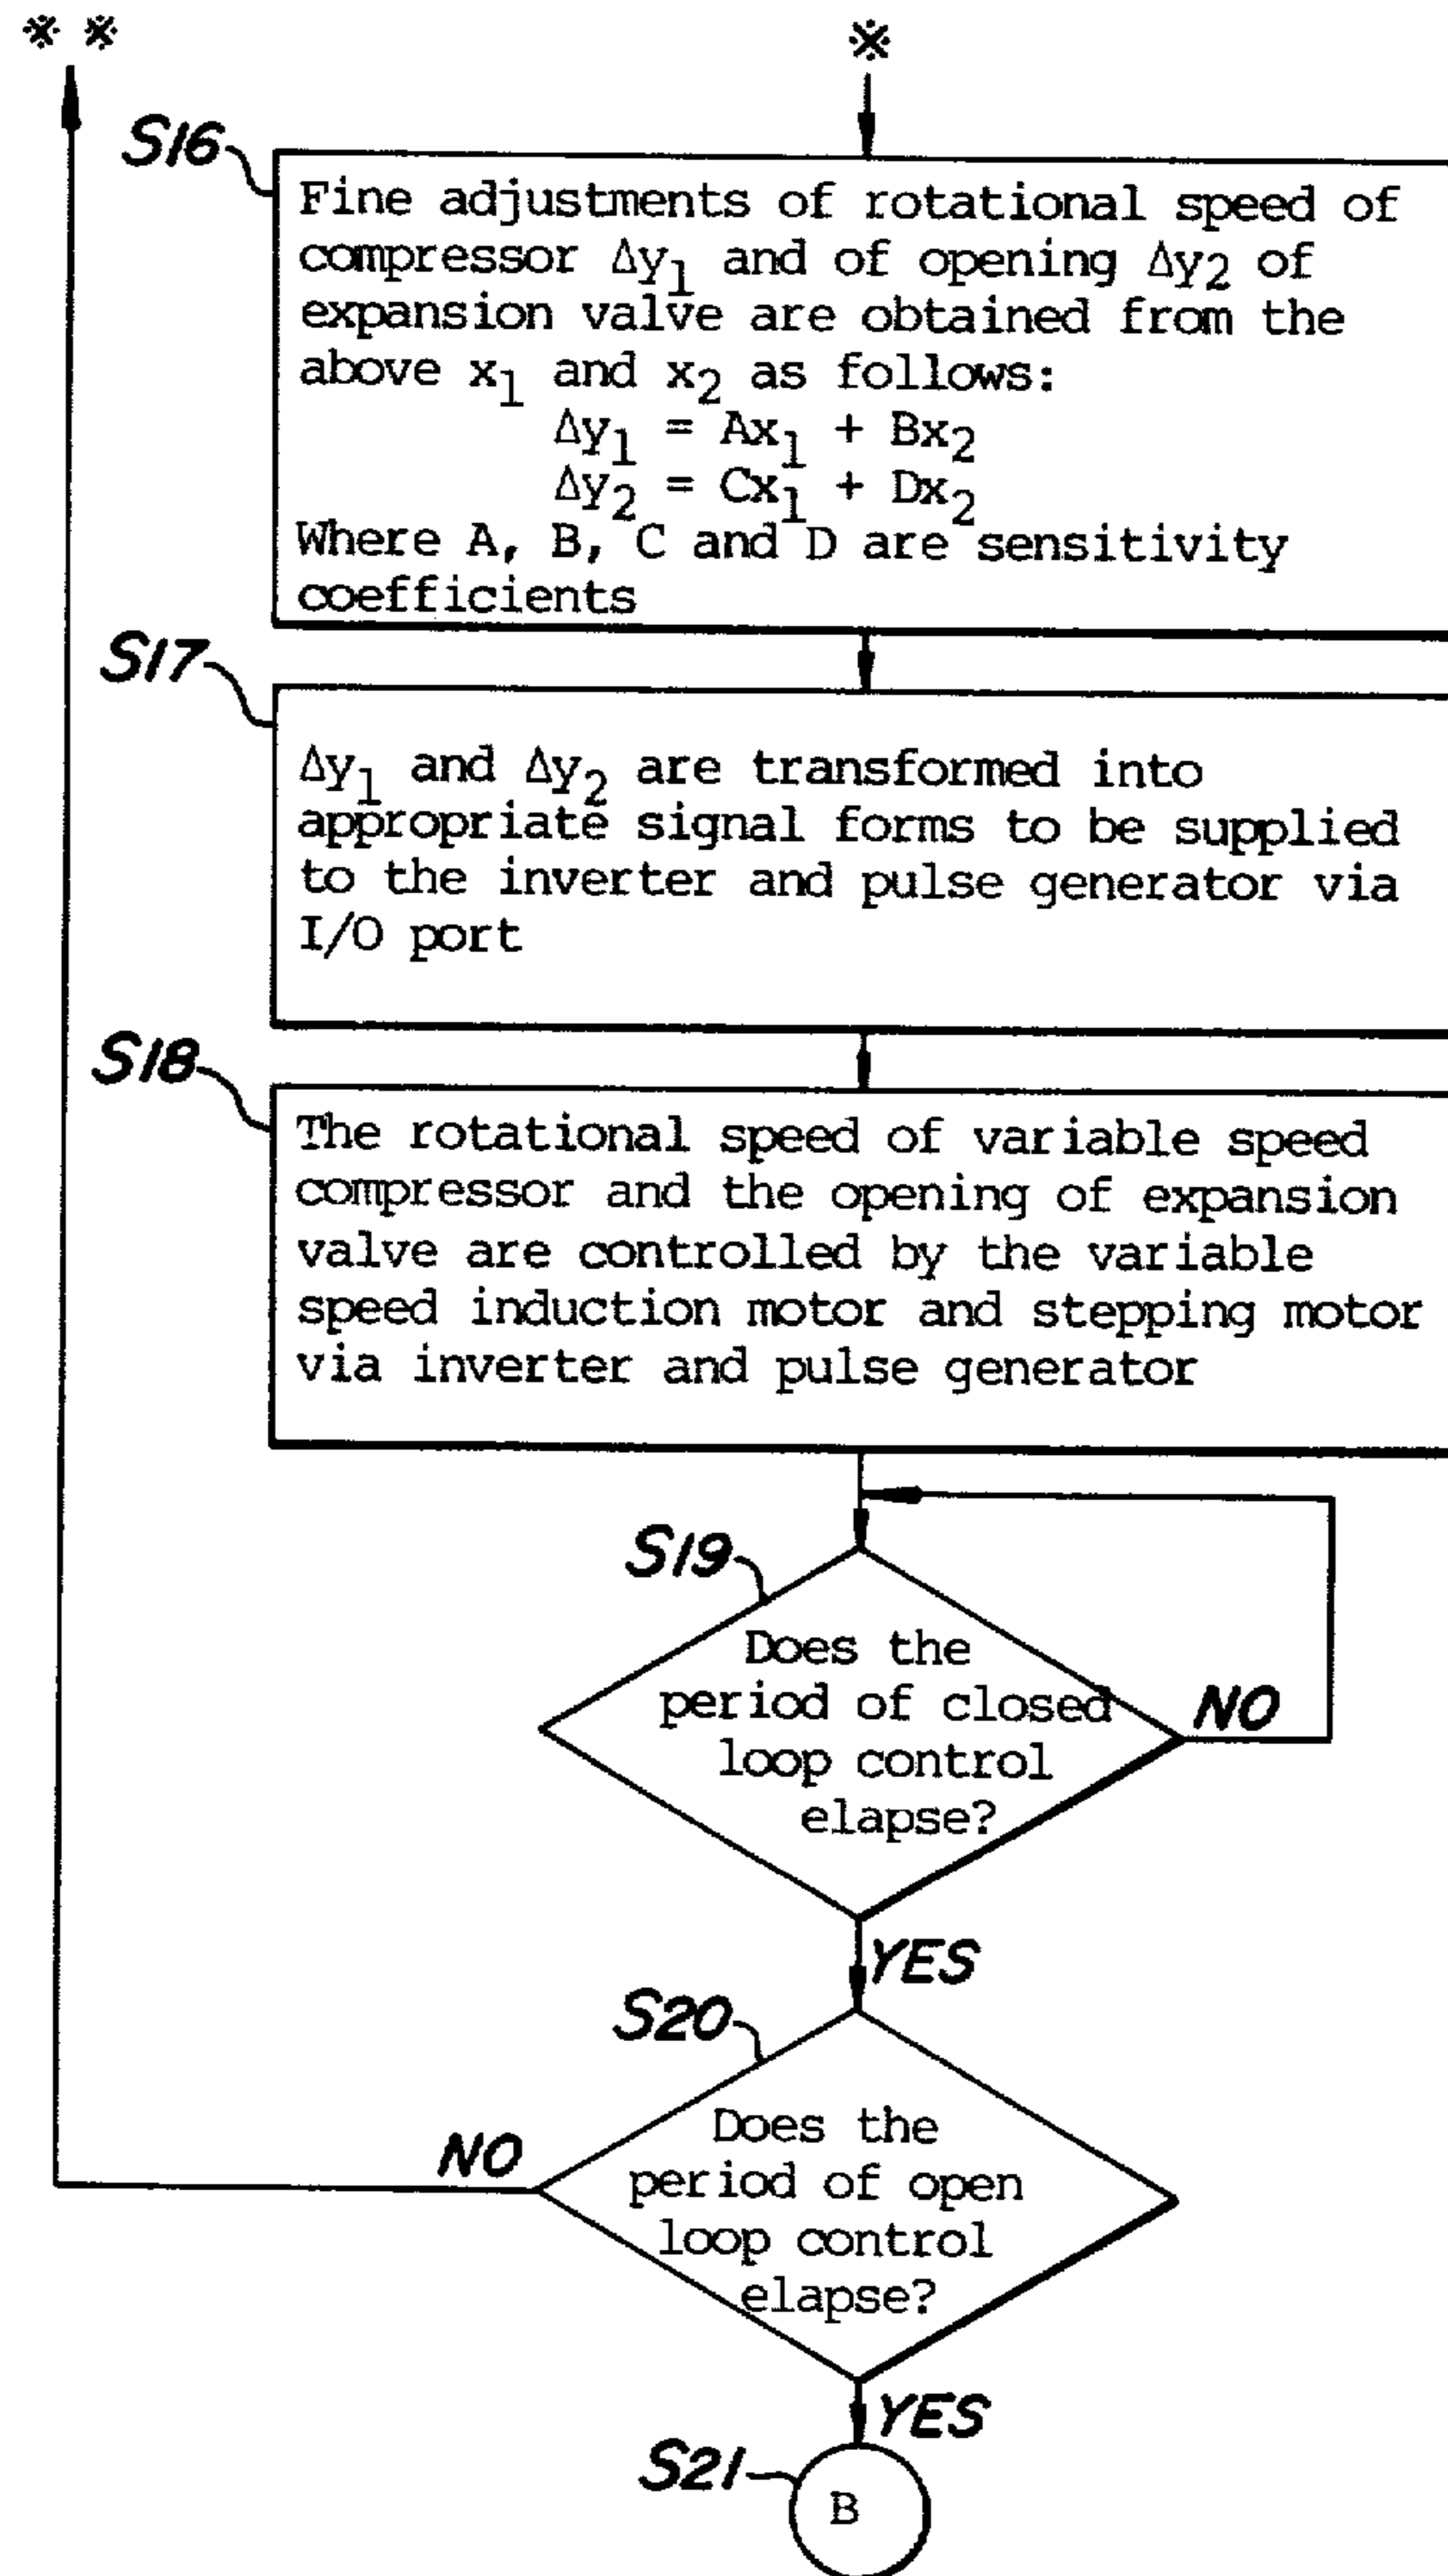 ※ ※
※
S16
Fine adjustments of rotational speed of
compressor Δy₁ and of opening Δy₂ of
expansion valve are obtained from the
above x₁ and x₂ as follows:
Δy₁ = Ax₁ + Bx₂
Δy₂ = Cx₁ + Dx₂
Where A, B, C and D are sensitivity
coefficients
S17
Δy₁ and Δy₂ are transformed into
appropriate signal forms to be supplied
to the inverter and pulse generator via
I/O port
S18
The rotational speed of variable speed
compressor and the opening of expansion
valve are controlled by the variable
speed induction motor and stepping motor
via inverter and pulse generator
S19
Does the
period of closed
loop control
elapse?
NO
YES
S20
Does the
period of open
loop control
elapse?
NO
YES
S21
B